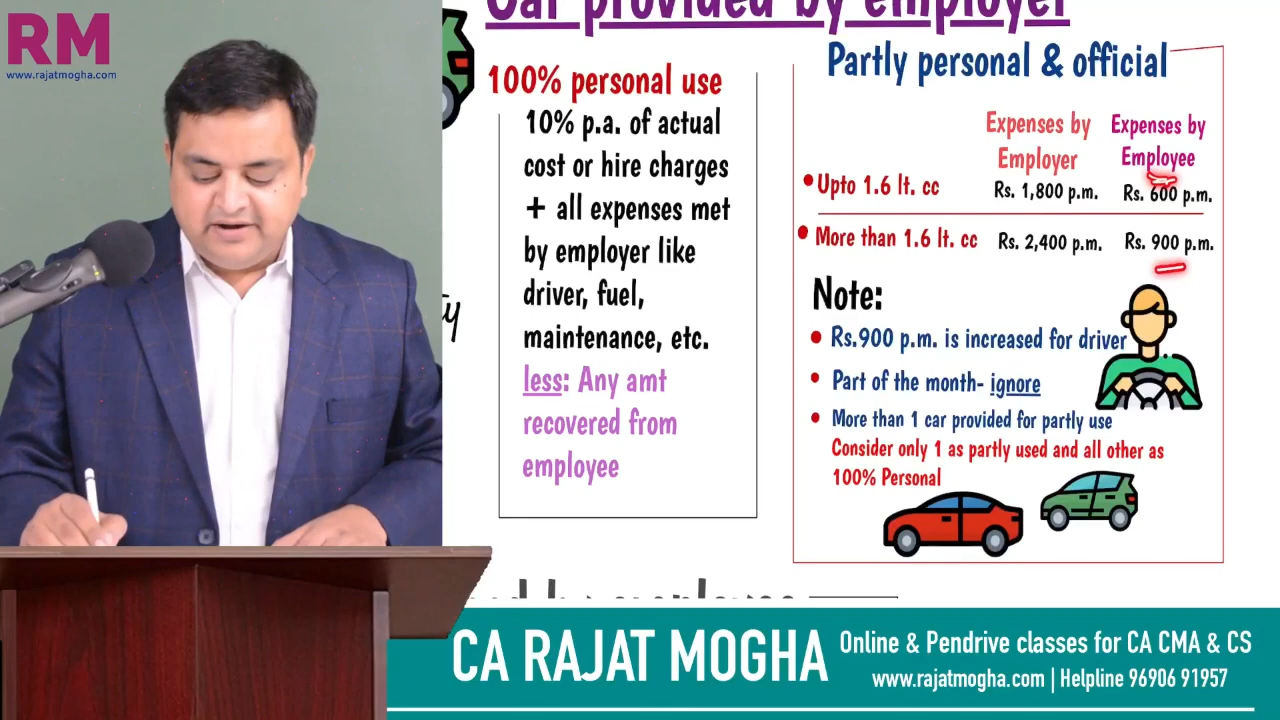 RM
www.rajatmogha.com
Car provided by employer
100% personal use
10% p.a. of actual
cost or hire charges
+ all expenses met
by employer like
driver, fuel,
maintenance, etc.
less: Any amt
recovered from
employee
Partly personal & official
Expenses by Employer
Expenses by Employee
• Upto 1.6 lt. cc Rs. 1,800 p.m. Rs. 600 p.m.
• More than 1.6 lt. cc Rs. 2,400 p.m. Rs. 900 p.m.
Note:
• Rs.900 p.m. is increased for driver
• Part of the month- ignore
• More than 1 car provided for partly use
Consider only 1 as partly used and all other as
100% Personal
CA RAJAT MOGHA
Online & Pendrive classes for CA CMA & CS
www.rajatmogha.com | Helpline 96906 91957